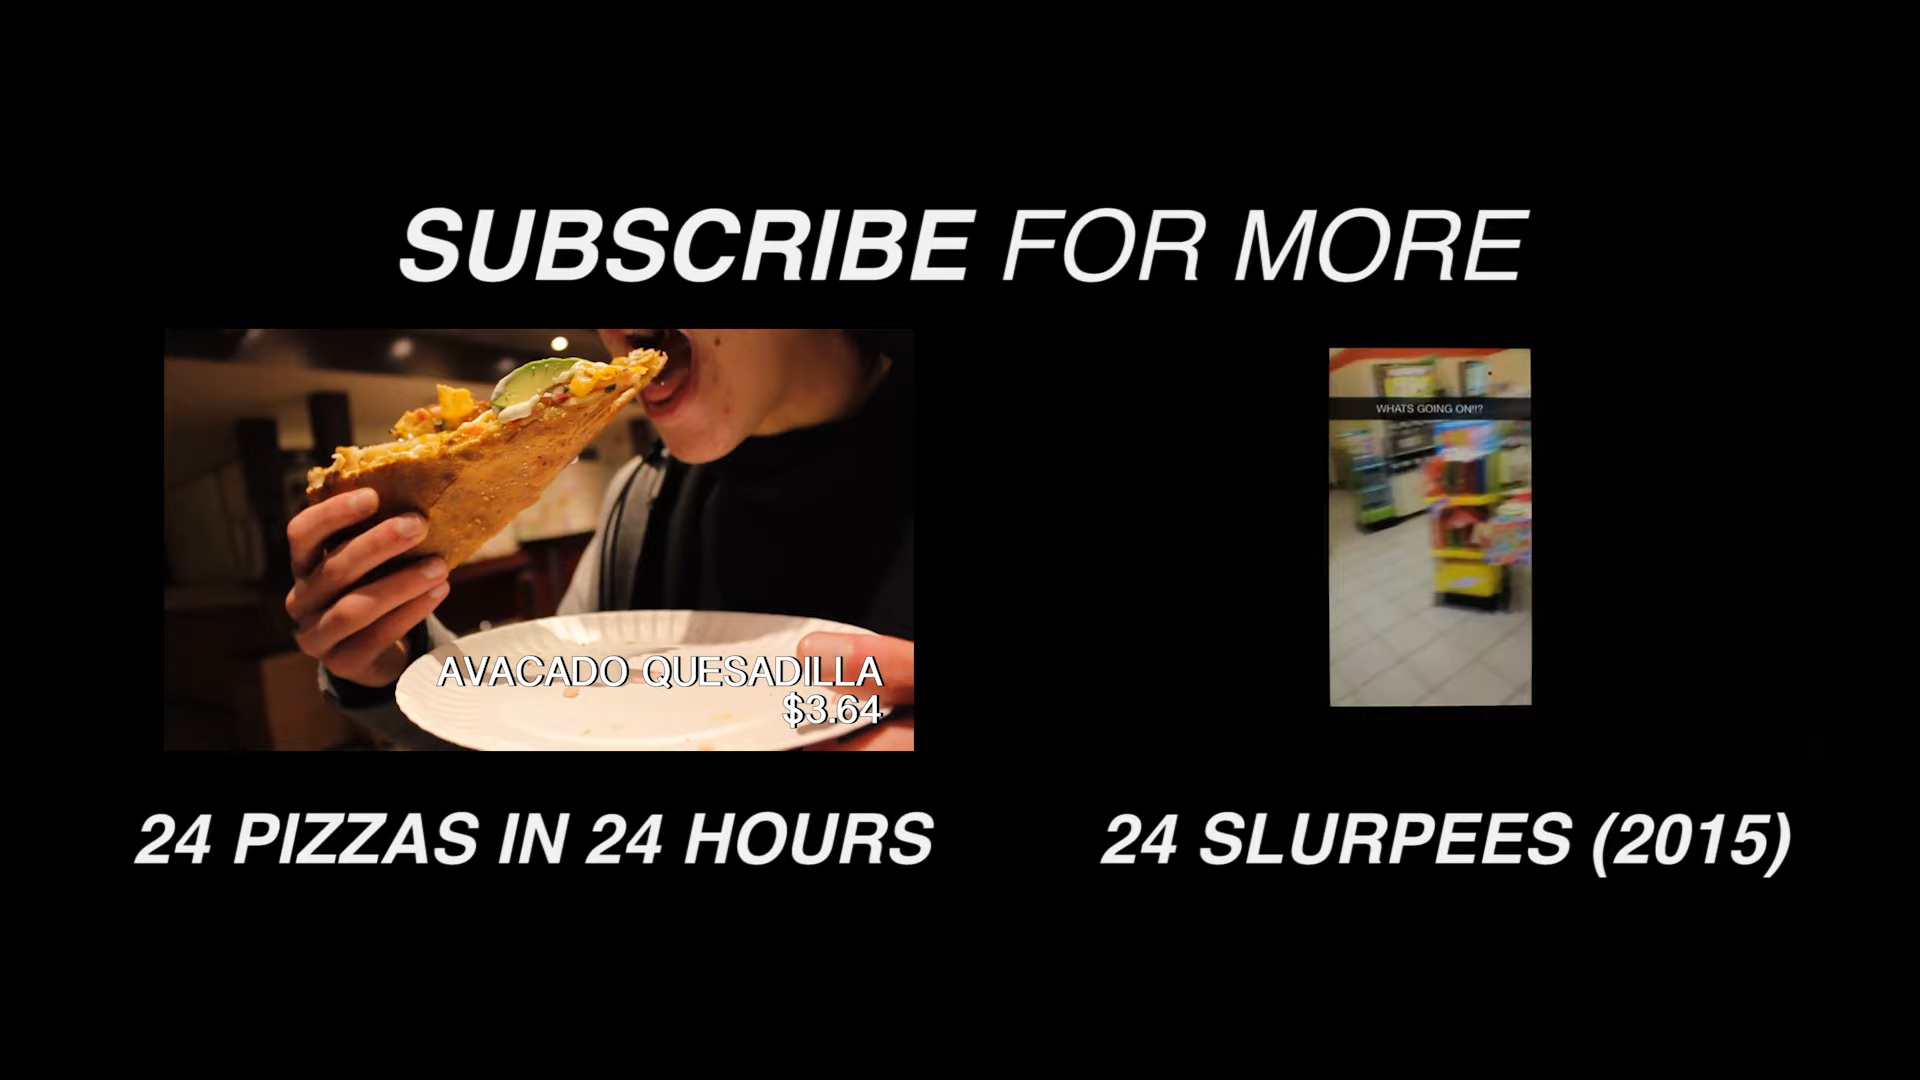 SUBSCRIBE FOR MORE
WHATS GOING ON!!?
AVACADO QUESADILLA
$3.64
24 PIZZAS IN 24 HOURS
24 SLURPEES (2015)